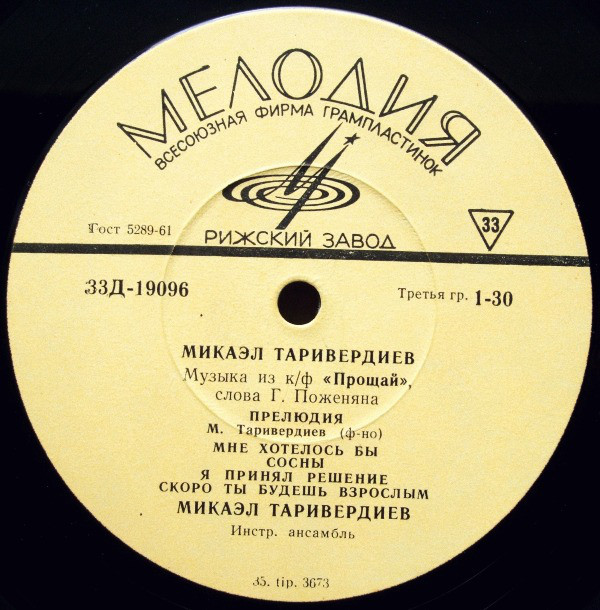 МЕЛОДИЯ
ВСЕСОЮЗНАЯ ФИРМА ГРАМПЛАСТИНОК
РИЖСКИЙ ЗАВОД
Гост 5289-61
33
33Д-19096
Третья гр. 1-30
МИКАЭЛ ТАРИВЕРДИЕВ
Музыка из к/ф «Прощай»,
слова Г. Поженяна
ПРЕЛЮДИЯ
М. Таривердиев (ф-но)
МНЕ ХОТЕЛОСЬ БЫ
СОСНЫ
Я ПРИНЯЛ РЕШЕНИЕ
СКОРО ТЫ БУДЕШЬ ВЗРОСЛЫМ
МИКАЭЛ ТАРИВЕРДИЕВ
Инстр. ансамбль
35. tip. 3673